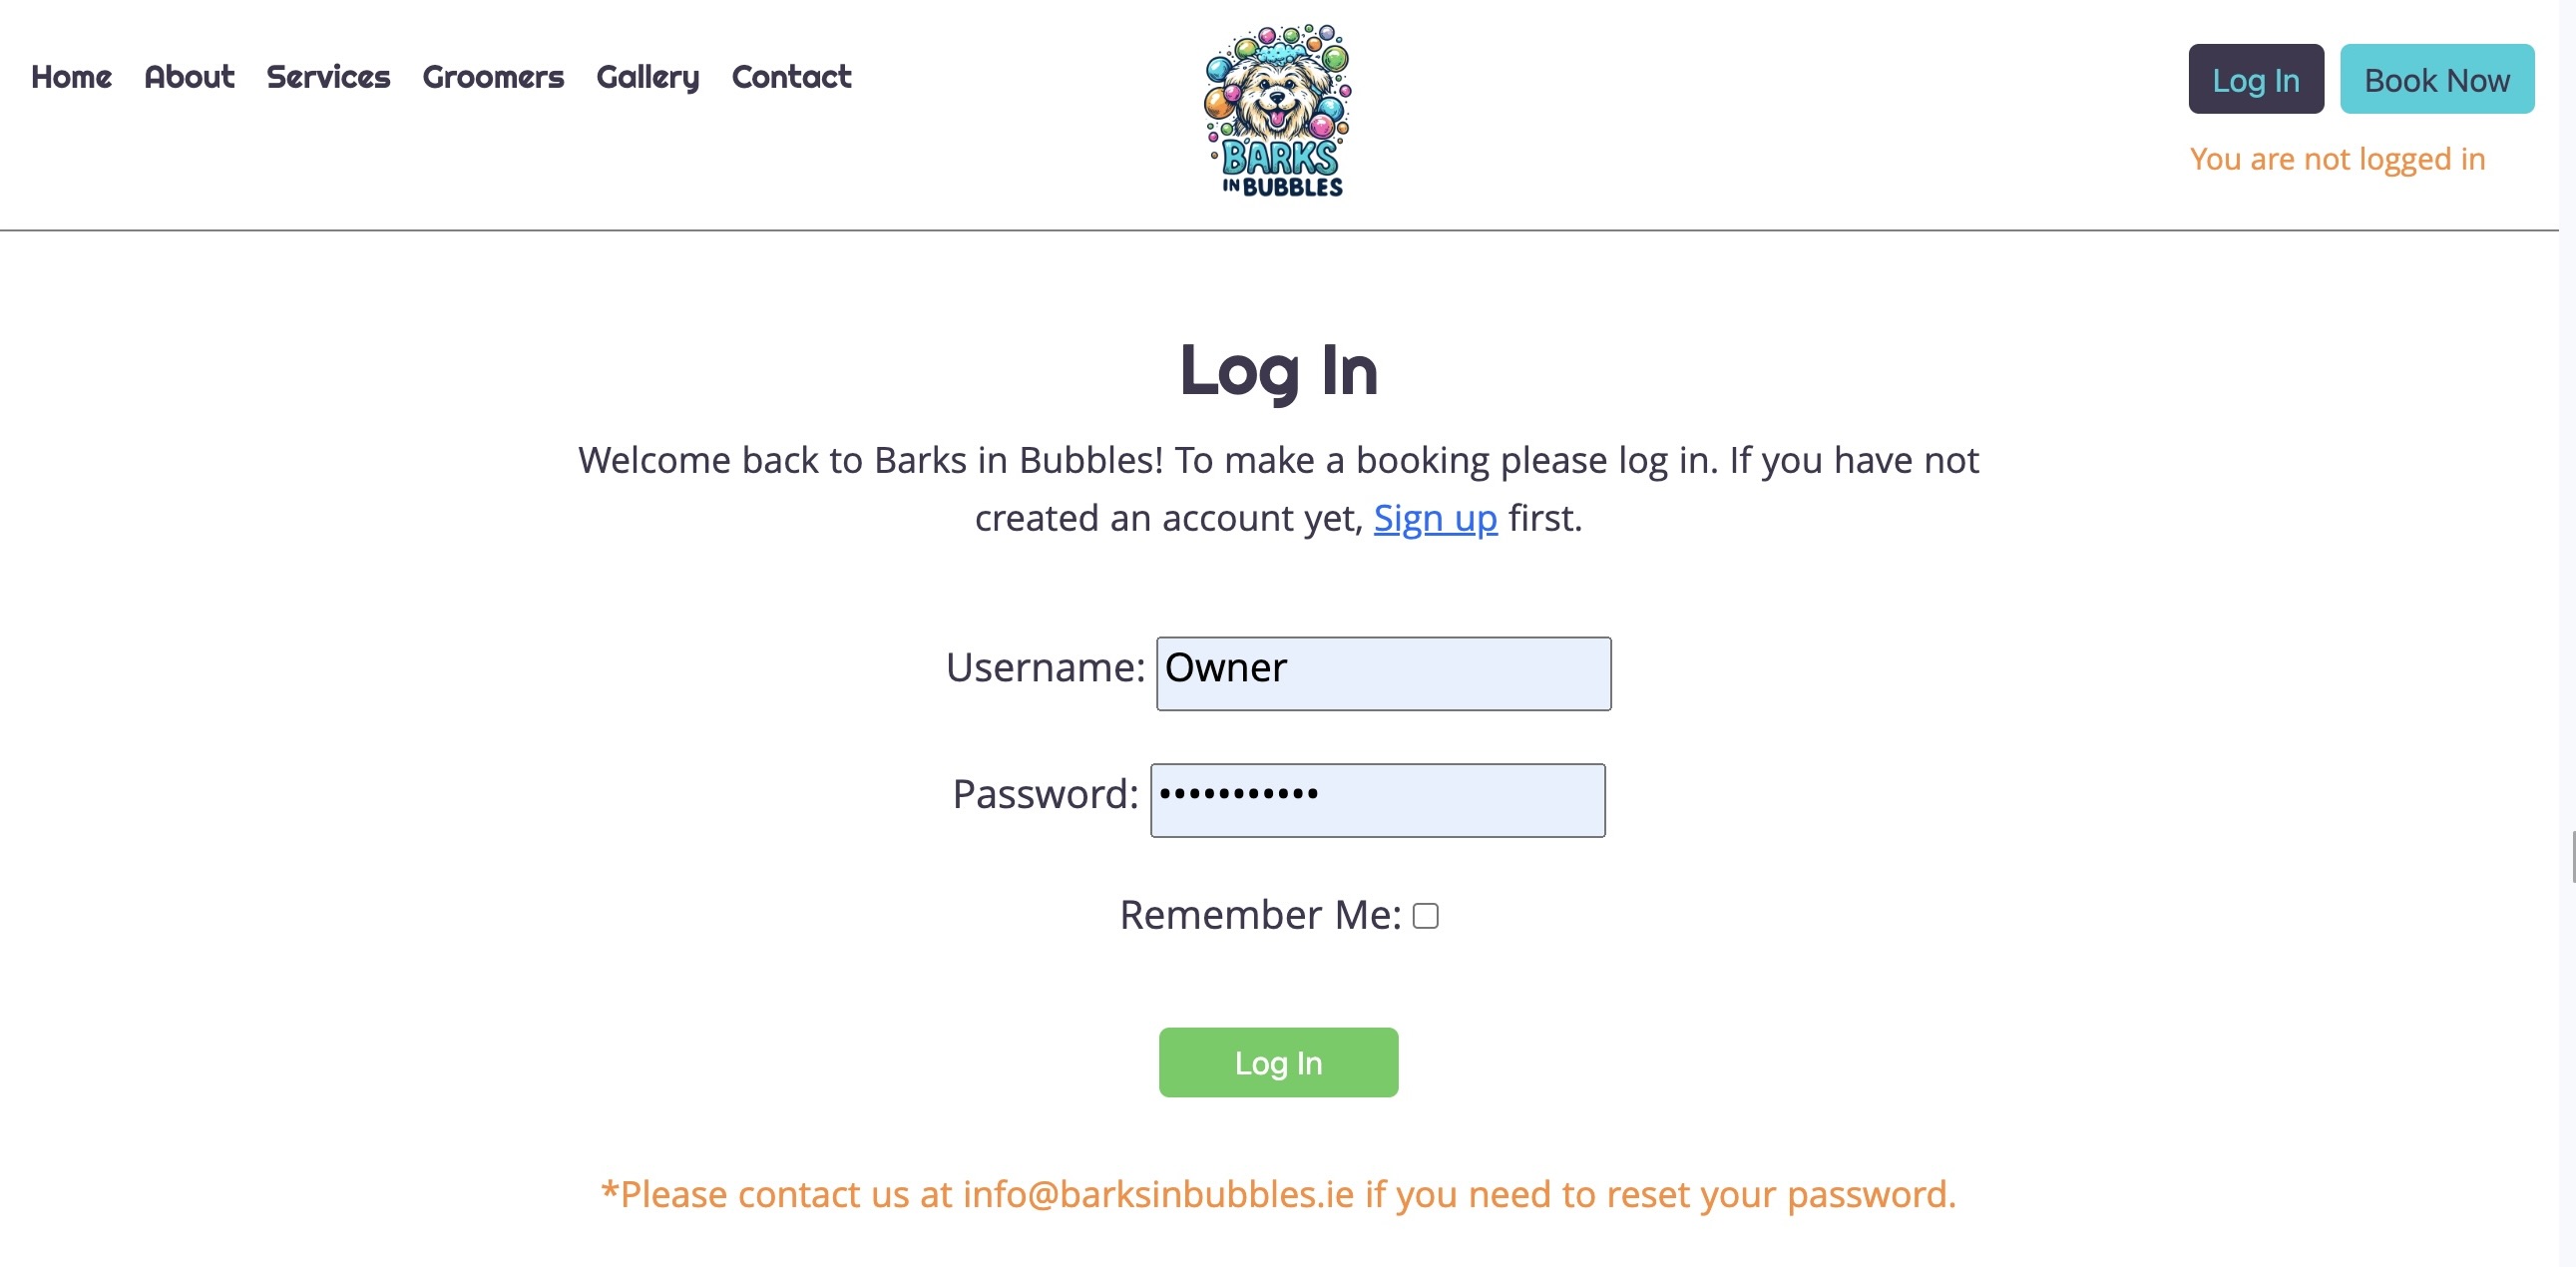 Home About Services Groomers Gallery Contact
BARKS
IN BUBBLES
Log In Book Now
You are not logged in
Log In
Welcome back to Barks in Bubbles! To make a booking please log in. If you have not
created an account yet, Sign up first.
Username: Owner
Password: •••••••••••
Remember Me:
Log In
*Please contact us at info@barksinbubbles.ie if you need to reset your password.